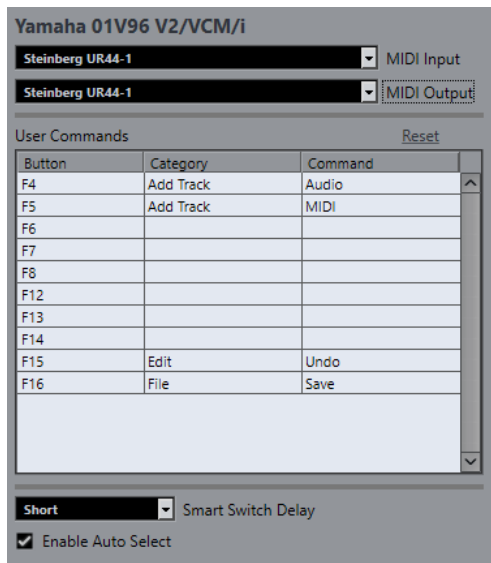 Yamaha 01V96 V2/VCM/i
Steinberg UR44-1 MIDI Input
Steinberg UR44-1 MIDI Output
User Commands Reset
Button Category Command
F4 Add Track Audio
F5 Add Track MIDI
F6
F7
F8
F12
F13
F14
F15 Edit Undo
F16 File Save
Short Smart Switch Delay
Enable Auto Select